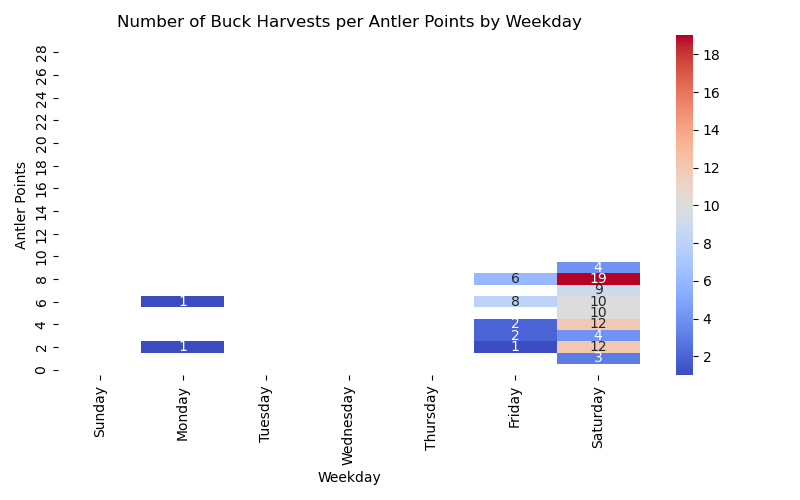 Number of Buck Harvests per Antler Points by Weekday
28
26
24
22
20
18
16
14
12
10
8
6
4
2
0
Antler Points
4
6 19
9
1 8 10
10
2 12
2 4
1 1 12
3
Sunday
Monday
Tuesday
Wednesday
Thursday
Friday
Saturday
Weekday
18
16
14
12
10
8
6
4
2